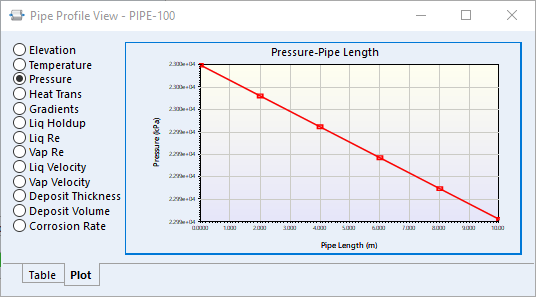 Pipe Profile View - PIPE-100
Elevation
Temperature
Pressure
Heat Trans
Gradients
Liq Holdup
Liq Re
Vap Re
Liq Velocity
Vap Velocity
Deposit Thickness
Deposit Volume
Corrosion Rate
Pressure-Pipe Length
Pressure (kPa)
2.300e+04
2.300e+04
2.300e+04
2.299e+04
2.299e+04
2.299e+04
2.299e+04
2.299e+04
0.0000 1.000 2.000 3.000 4.000 5.000 6.000 7.000 8.000 9.000 10.00
Pipe Length (m)
Table Plot